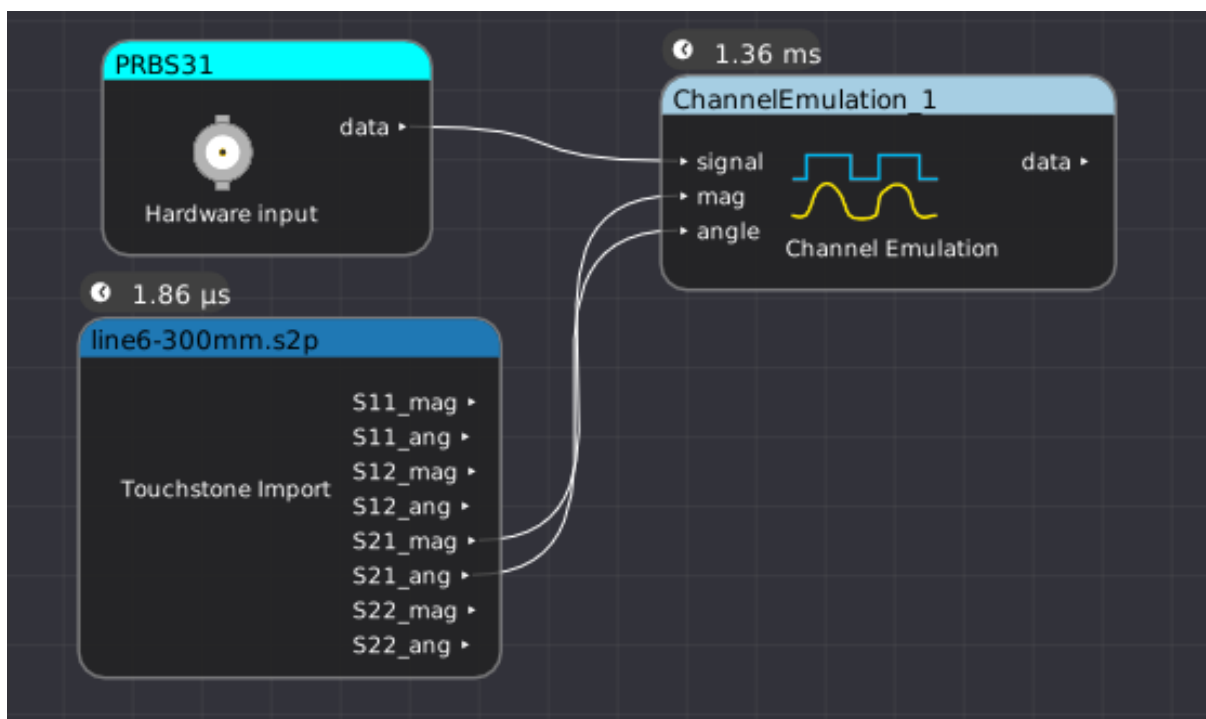 PRBS31
data
Hardware input
1.36 ms
ChannelEmulation_1
signal
data
mag
angle
Channel Emulation
1.86 µs
line6-300mm.s2p
S11_mag
S11_ang
S12_mag
Touchstone Import
S12_ang
S21_mag
S21_ang
S22_mag
S22_ang